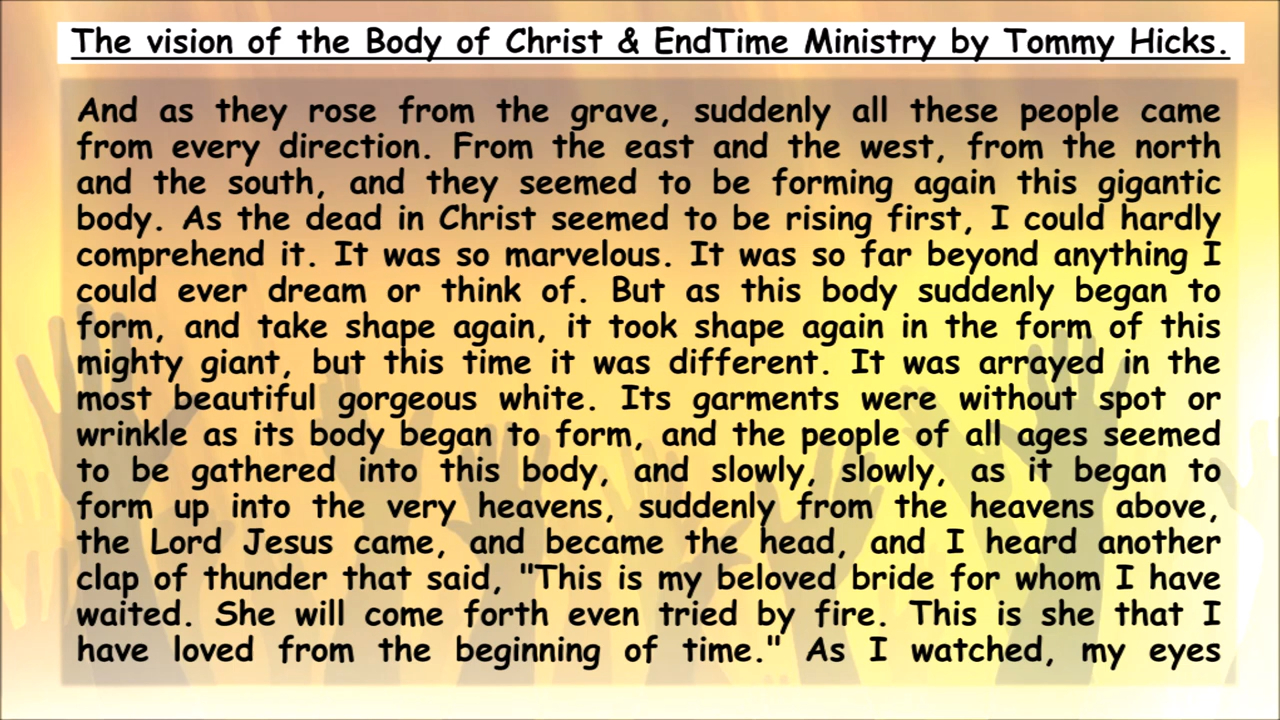 The vision of the Body of Christ & EndTime Ministry by Tommy Hicks.
And as they rose from the grave, suddenly all these people came
from every direction. From the east and the west, from the north
and the south, and they seemed to be forming again this gigantic
body. As the dead in Christ seemed to be rising first, I could hardly
comprehend it. It was so marvelous. It was so far beyond anything I
could ever dream or think of. But as this body suddenly began to
form, and take shape again, it took shape again in the form of this
mighty giant, but this time it was different. It was arrayed in the
most beautiful gorgeous white. Its garments were without spot or
wrinkle as its body began to form, and the people of all ages seemed
to be gathered into this body, and slowly, slowly, as it began to
form up into the very heavens, suddenly from the heavens above,
the Lord Jesus came, and became the head, and I heard another
clap of thunder that said, "This is my beloved bride for whom I have
waited. She will come forth even tried by fire. This is she that I
have loved from the beginning of time." As I watched, my eyes